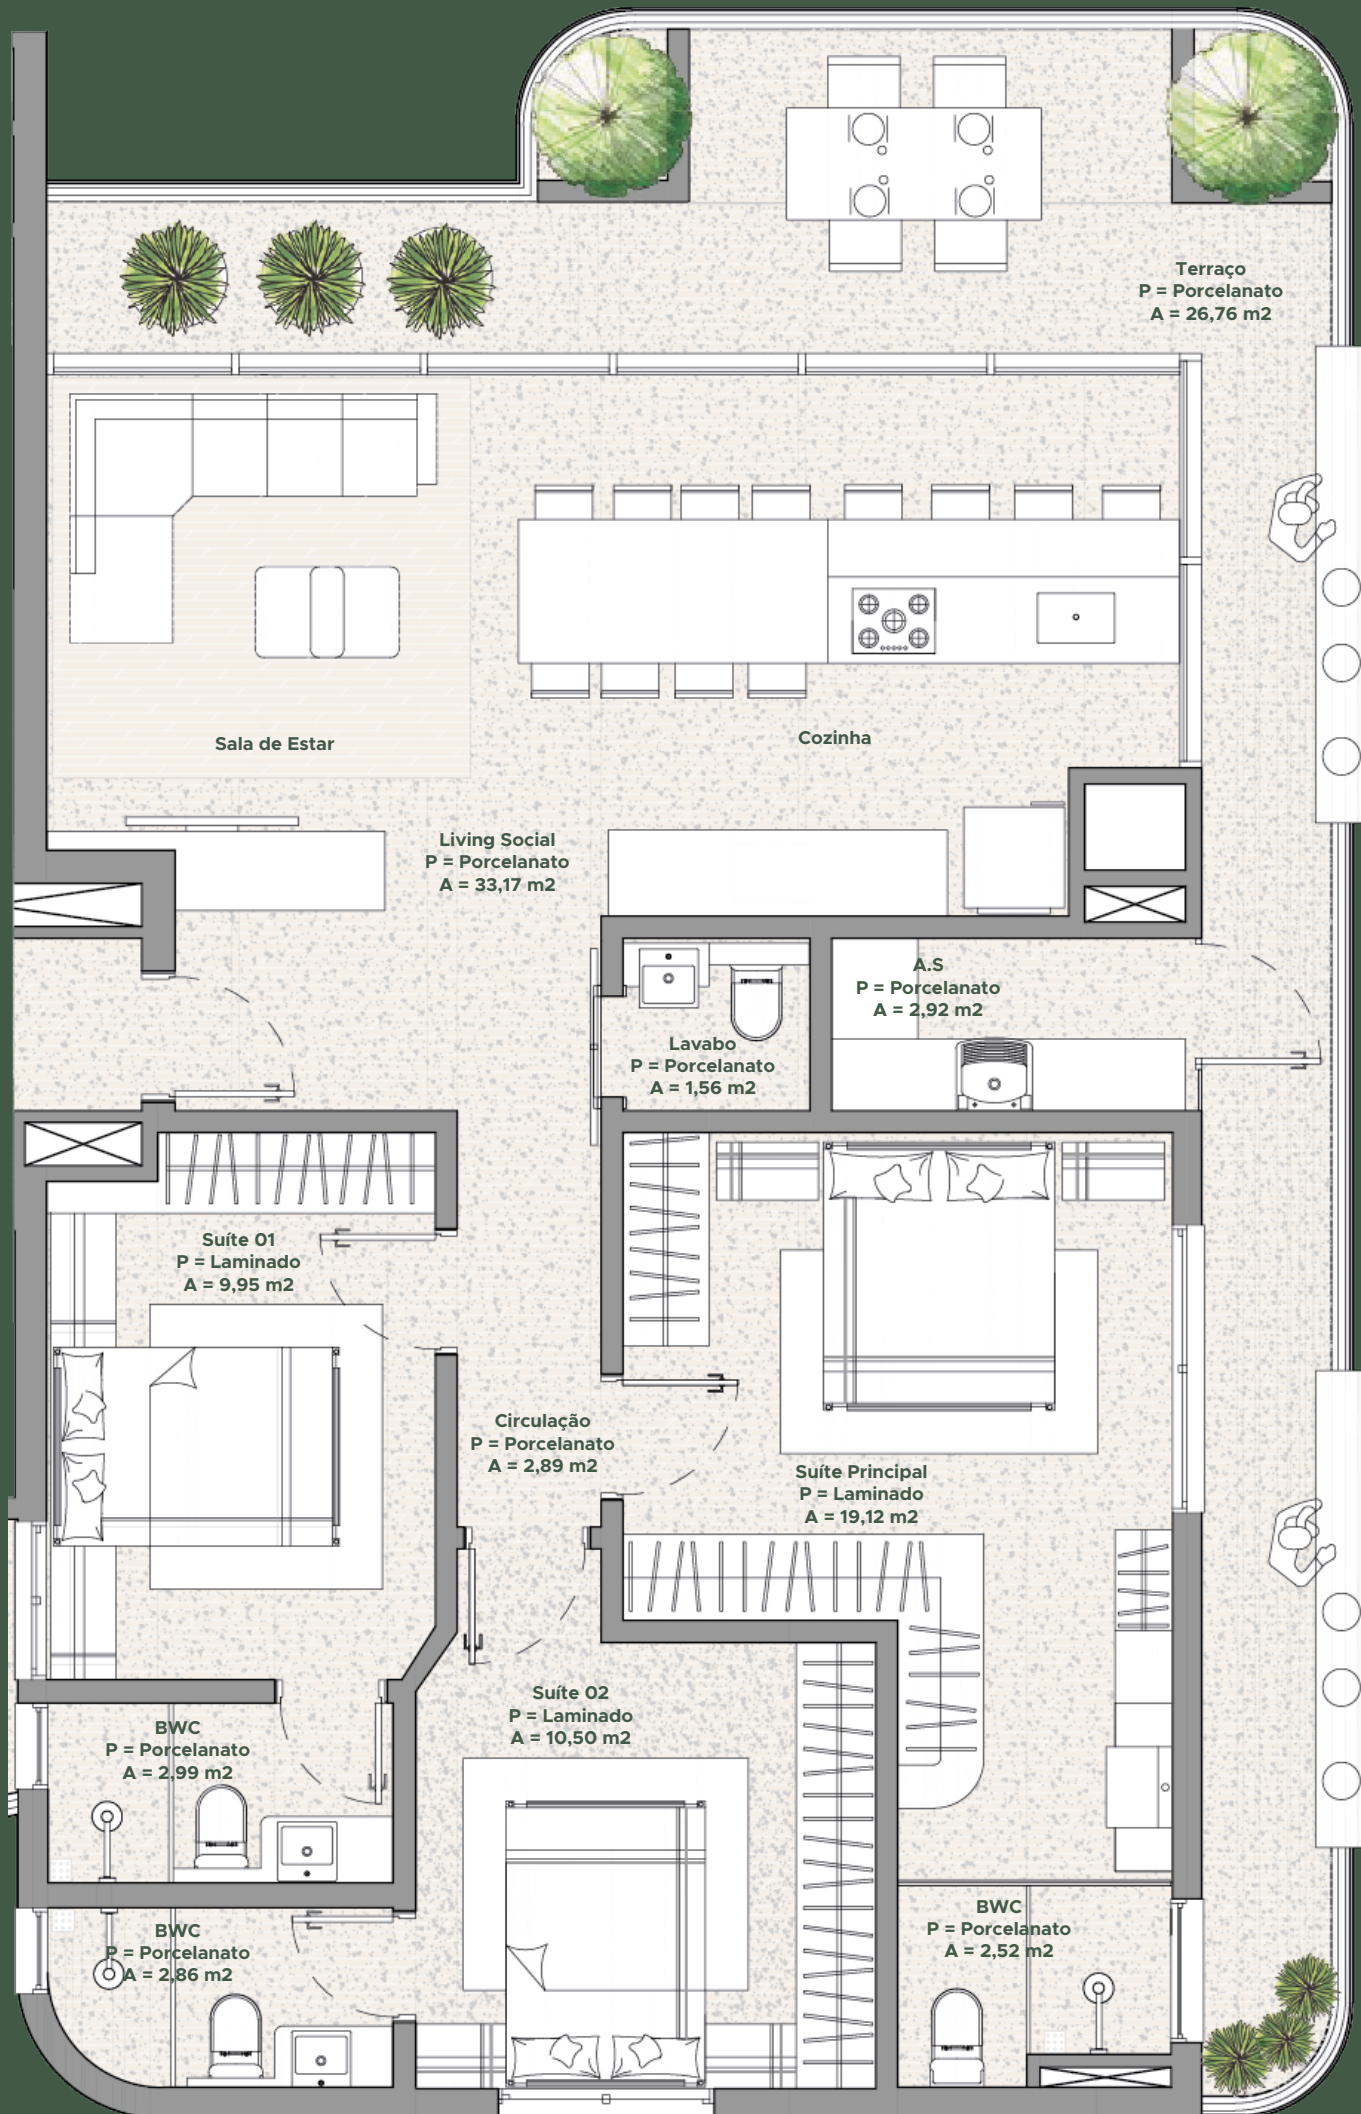 Terraço
P = Porcelanato
A = 26,76 m2
Sala de Estar
Cozinha
Living Social
P = Porcelanato
A = 33,17 m2
A.S
P = Porcelanato
A = 2,92 m2
Lavabo
P = Porcelanato
A = 1,56 m2
Suíte 01
P = Laminado
A = 9,95 m2
Circulação
P = Porcelanato
A = 2,89 m2
Suíte Principal
P = Laminado
A = 19,12 m2
Suíte 02
P = Laminado
A = 10,50 m2
BWC
P = Porcelanato
A = 2,99 m2
BWC
P = Porcelanato
A = 2,52 m2
BWC
P = Porcelanato
A = 2,86 m2